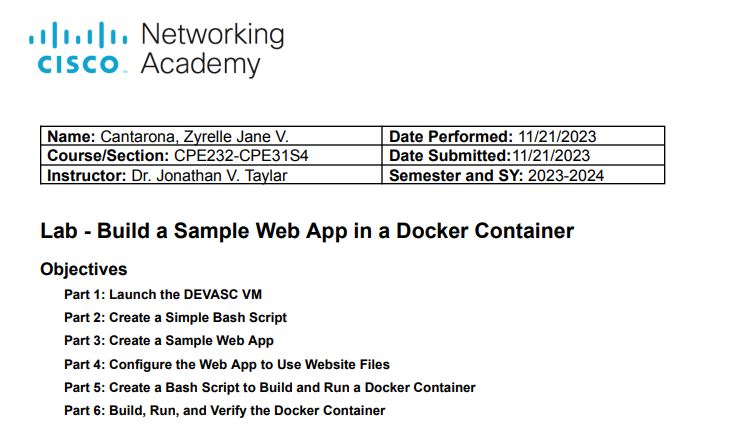 Networking
CISCO Academy
Name: Cantarona, Zyrelle Jane V. Date Performed: 11/21/2023
Course/Section: CPE232-CPE31S4 Date Submitted:11/21/2023
Instructor: Dr. Jonathan V. Taylar Semester and SY: 2023-2024
Lab - Build a Sample Web App in a Docker Container
Objectives
Part 1: Launch the DEVASC VM
Part 2: Create a Simple Bash Script
Part 3: Create a Sample Web App
Part 4: Configure the Web App to Use Website Files
Part 5: Create a Bash Script to Build and Run a Docker Container
Part 6: Build, Run, and Verify the Docker Container